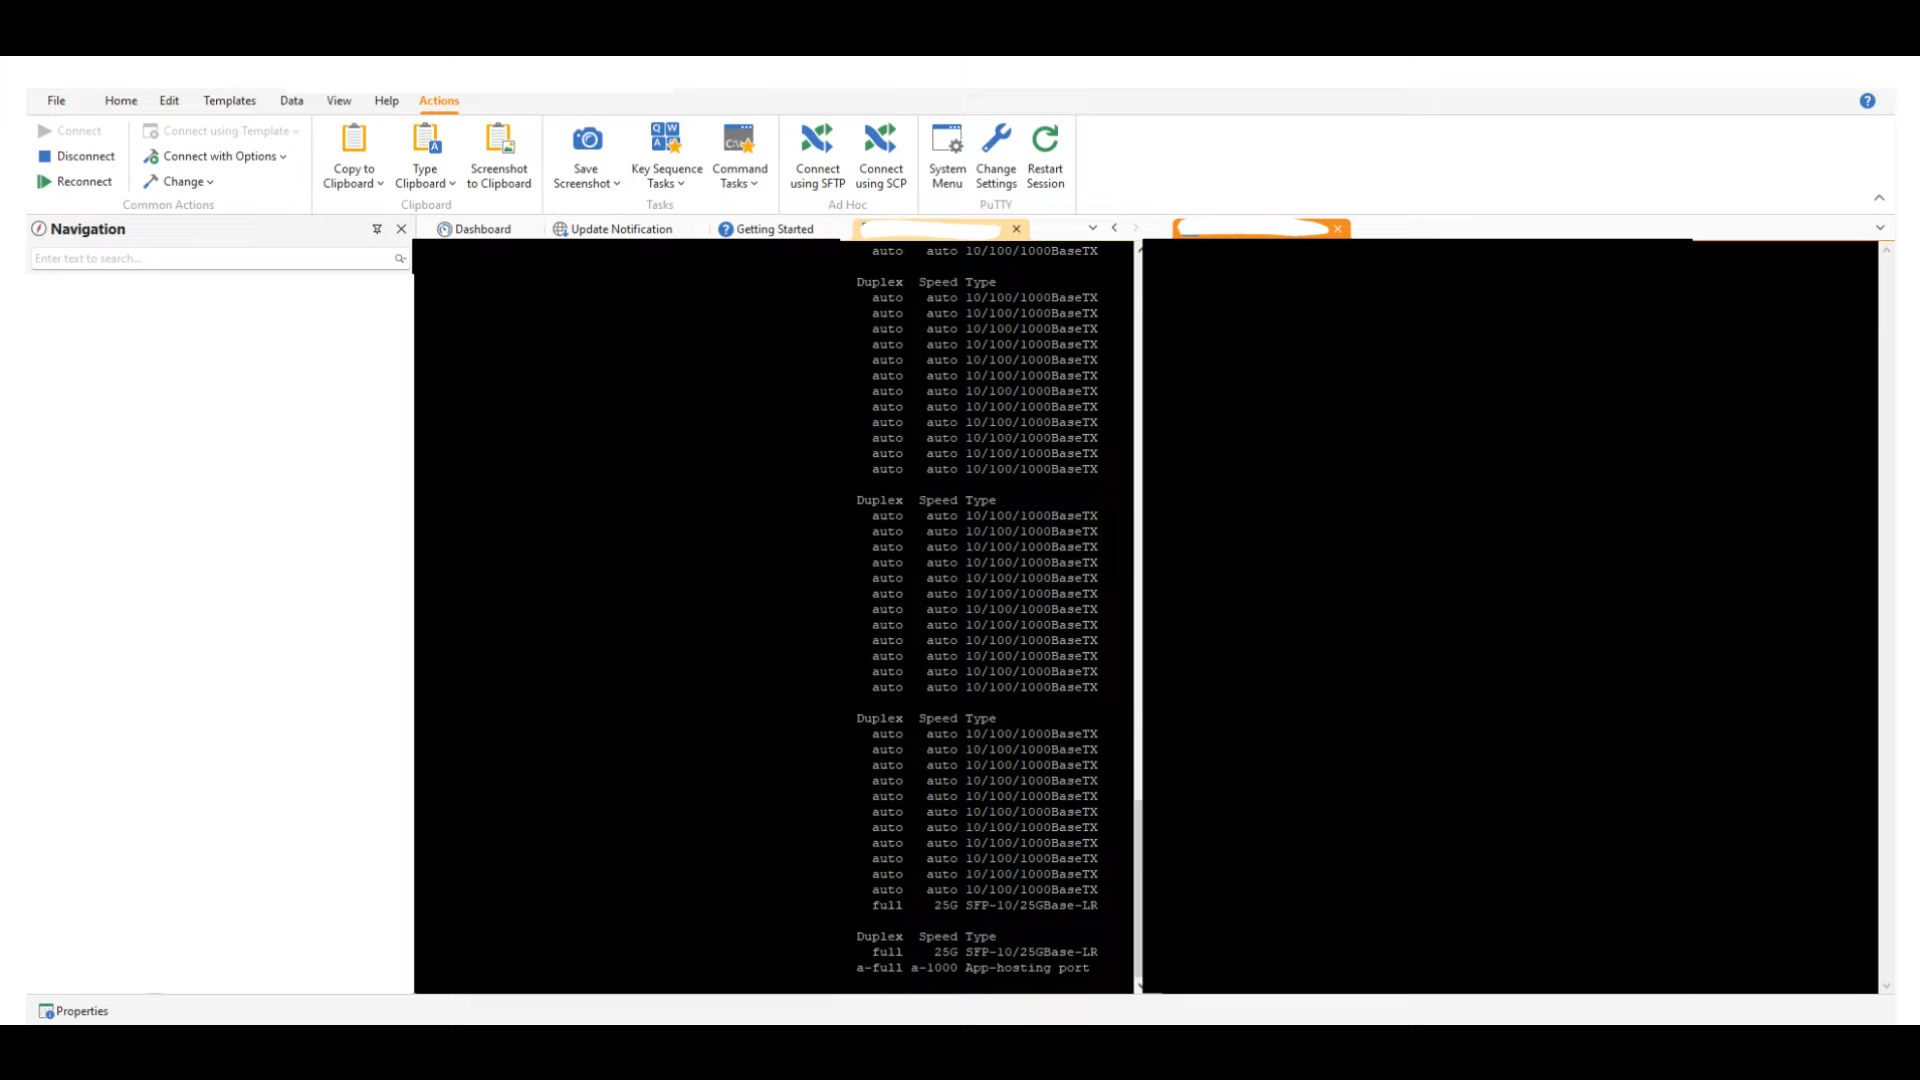 File Home Edit Templates Data View Help Actions
Connect Connect using Template
Disconnect Connect with Options
Reconnect Change
Copy to Clipboard
Type Clipboard
Screenshot to Clipboard
Save Screenshot
Key Sequence Tasks
Command Tasks
Connect using SFTP
Connect using SCP
System Menu
Change Settings
Restart Session
Common Actions Clipboard Tasks Ad Hoc PuTTY
Navigation
Enter text to search...
Dashboard Update Notification Getting Started
auto auto 10/100/1000BaseTX
Duplex Speed Type
auto auto 10/100/1000BaseTX
auto auto 10/100/1000BaseTX
auto auto 10/100/1000BaseTX
auto auto 10/100/1000BaseTX
auto auto 10/100/1000BaseTX
auto auto 10/100/1000BaseTX
auto auto 10/100/1000BaseTX
auto auto 10/100/1000BaseTX
auto auto 10/100/1000BaseTX
auto auto 10/100/1000BaseTX
auto auto 10/100/1000BaseTX
auto auto 10/100/1000BaseTX
Duplex Speed Type
auto auto 10/100/1000BaseTX
auto auto 10/100/1000BaseTX
auto auto 10/100/1000BaseTX
auto auto 10/100/1000BaseTX
auto auto 10/100/1000BaseTX
auto auto 10/100/1000BaseTX
auto auto 10/100/1000BaseTX
auto auto 10/100/1000BaseTX
auto auto 10/100/1000BaseTX
auto auto 10/100/1000BaseTX
auto auto 10/100/1000BaseTX
auto auto 10/100/1000BaseTX
Duplex Speed Type
auto auto 10/100/1000BaseTX
auto auto 10/100/1000BaseTX
auto auto 10/100/1000BaseTX
auto auto 10/100/1000BaseTX
auto auto 10/100/1000BaseTX
auto auto 10/100/1000BaseTX
auto auto 10/100/1000BaseTX
auto auto 10/100/1000BaseTX
auto auto 10/100/1000BaseTX
auto auto 10/100/1000BaseTX
auto auto 10/100/1000BaseTX
full 25G SFP-10/25GBase-LR
Duplex Speed Type
full 25G SFP-10/25GBase-LR
a-full a-1000 App-hosting port
Properties